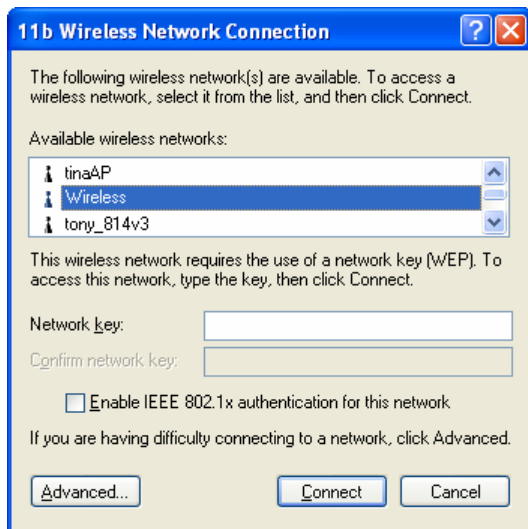 11b Wireless Network Connection
The following wireless network(s) are available. To access a
wireless network, select it from the list, and then click Connect.
Available wireless networks:
tinaAP
Wireless
tony_814v3
This wireless network requires the use of a network key (WEP). To
access this network, type the key, then click Connect.
Network key:
Confirm network key:
Enable IEEE 802.1x authentication for this network
If you are having difficulty connecting to a network, click Advanced.
Advanced... Connect Cancel